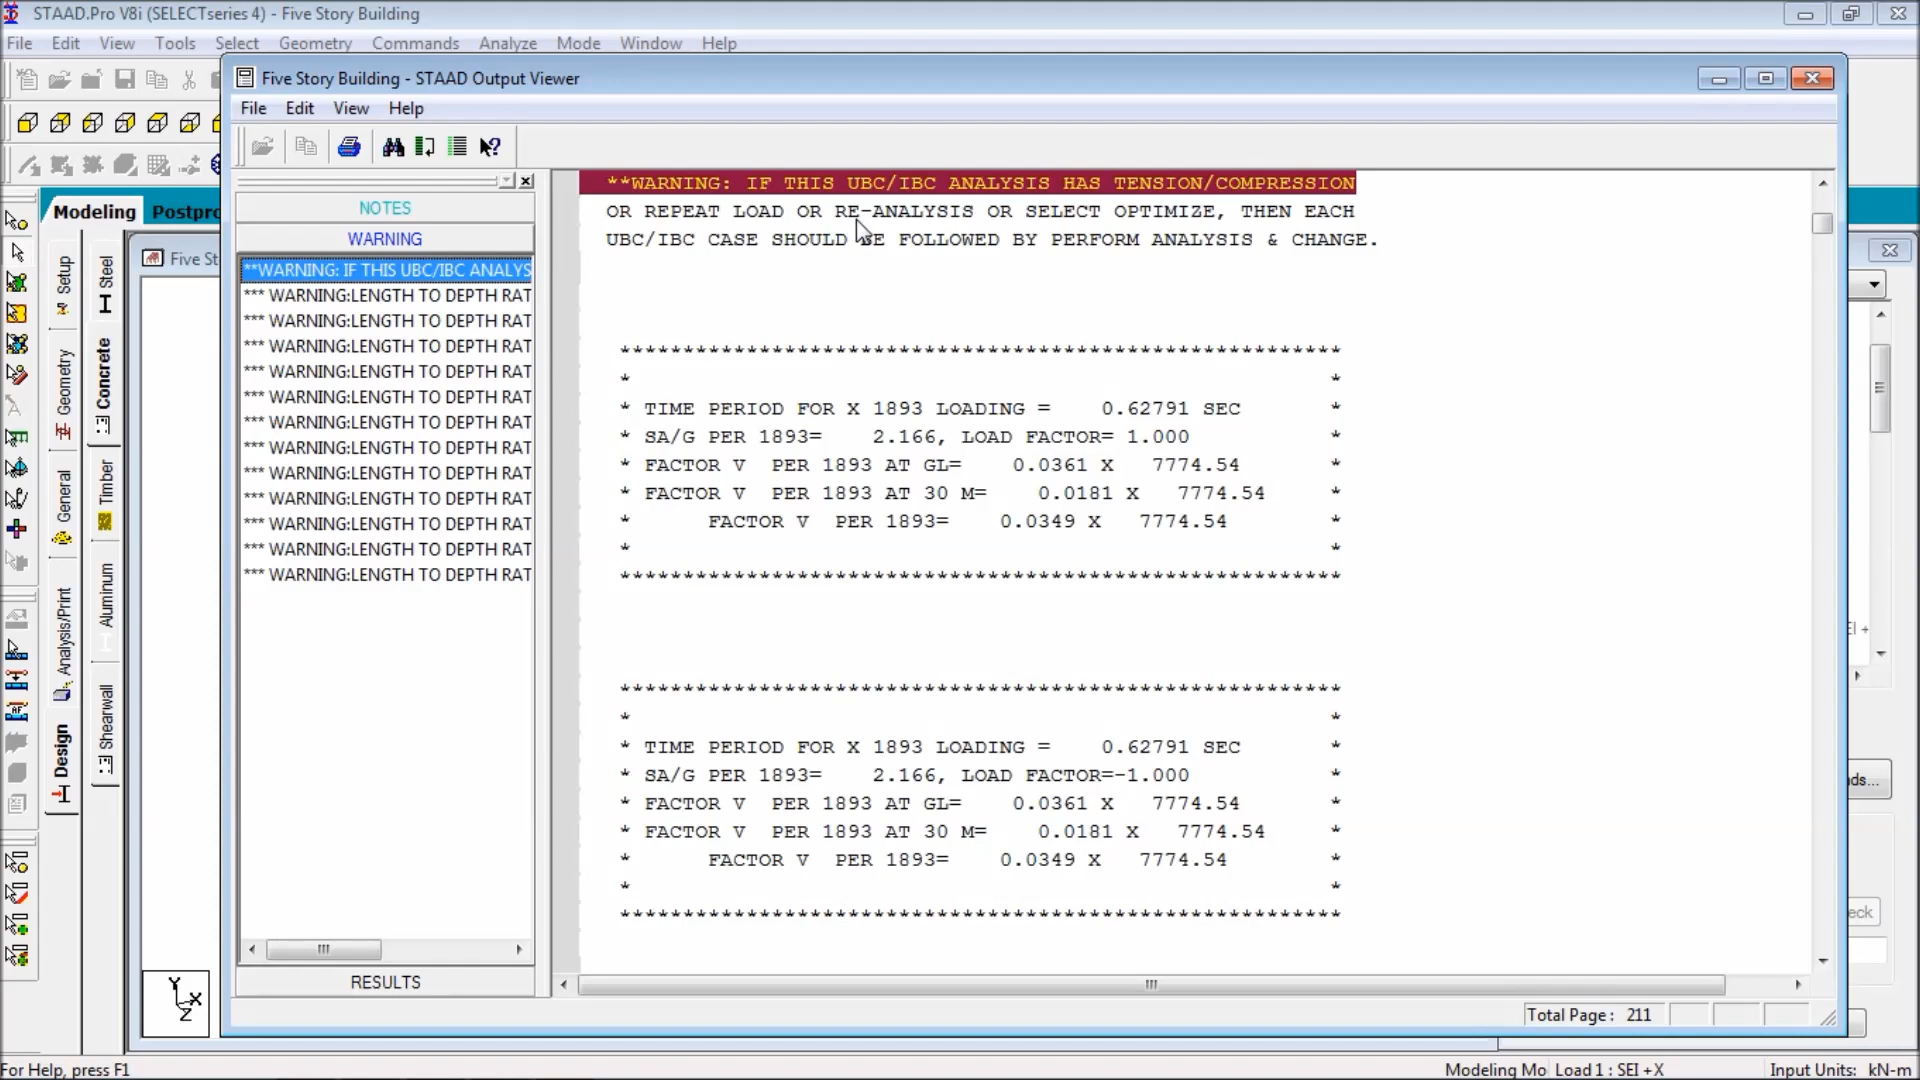 STAAD.Pro V8i (SELECTseries 4) - Five Story Building
File Edit View Tools Select Geometry Commands Analyze Mode Window Help
Five Story Building - STAAD Output Viewer
File Edit View Help
Modeling Postpro
Five St
Setup
Geometry
General
Analysis/Print
Design
Steel
Concrete
Timber
Aluminum
Shearwall
NOTES
WARNING
**WARNING: IF THIS UBC/IBC ANALYS
*** WARNING:LENGTH TO DEPTH RAT
*** WARNING:LENGTH TO DEPTH RAT
*** WARNING:LENGTH TO DEPTH RAT
*** WARNING:LENGTH TO DEPTH RAT
*** WARNING:LENGTH TO DEPTH RAT
*** WARNING:LENGTH TO DEPTH RAT
*** WARNING:LENGTH TO DEPTH RAT
*** WARNING:LENGTH TO DEPTH RAT
*** WARNING:LENGTH TO DEPTH RAT
*** WARNING:LENGTH TO DEPTH RAT
*** WARNING:LENGTH TO DEPTH RAT
*** WARNING:LENGTH TO DEPTH RAT
RESULTS
**WARNING: IF THIS UBC/IBC ANALYSIS HAS TENSION/COMPRESSION
OR REPEAT LOAD OR RE-ANALYSIS OR SELECT OPTIMIZE, THEN EACH
UBC/IBC CASE SHOULD BE FOLLOWED BY PERFORM ANALYSIS & CHANGE.
*********************************************************
* *
* TIME PERIOD FOR X 1893 LOADING = 0.62791 SEC *
* SA/G PER 1893= 2.166, LOAD FACTOR= 1.000 *
* FACTOR V PER 1893 AT GL= 0.0361 X 7774.54 *
* FACTOR V PER 1893 AT 30 M= 0.0181 X 7774.54 *
* FACTOR V PER 1893= 0.0349 X 7774.54 *
* *
*********************************************************
*********************************************************
* *
* TIME PERIOD FOR X 1893 LOADING = 0.62791 SEC *
* SA/G PER 1893= 2.166, LOAD FACTOR=-1.000 *
* FACTOR V PER 1893 AT GL= 0.0361 X 7774.54 *
* FACTOR V PER 1893 AT 30 M= 0.0181 X 7774.54 *
* FACTOR V PER 1893= 0.0349 X 7774.54 *
* *
*********************************************************
EI +
ds...
eck
Y
X
Z
Total Page : 211
For Help, press F1
Modeling Mo Load 1 : SEI +X Input Units: kN-m